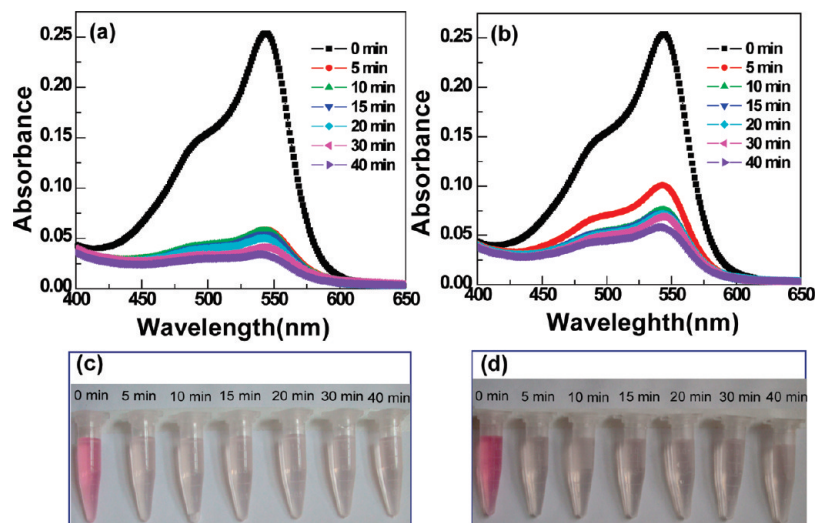 (a)
0 min
5 min
10 min
15 min
20 min
30 min
40 min
0.25
0.20
0.15
0.10
0.05
0.00
400 450 500 550 600 650
Absorbance
Wavelength(nm)
(b)
0 min
5 min
10 min
15 min
20 min
30 min
40 min
0.25
0.20
0.15
0.10
0.05
0.00
400 450 500 550 600 650
Absorbance
Waveleghth(nm)
(c)
0 min 5 min 10 min 15 min 20 min 30 min 40 min
(d)
0 min 5 min 10 min 15 min 20 min 30 min 40 min